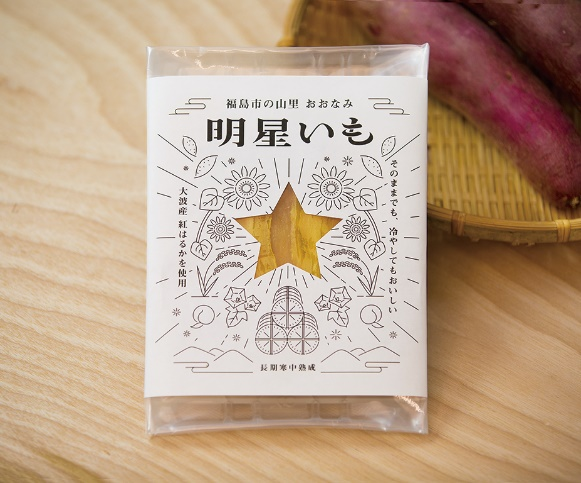 福島市の山里 おおなみ
明星いも
そのままでも、冷やしてもおいしい
大波産 紅はるかを使用
長期寒中熟成